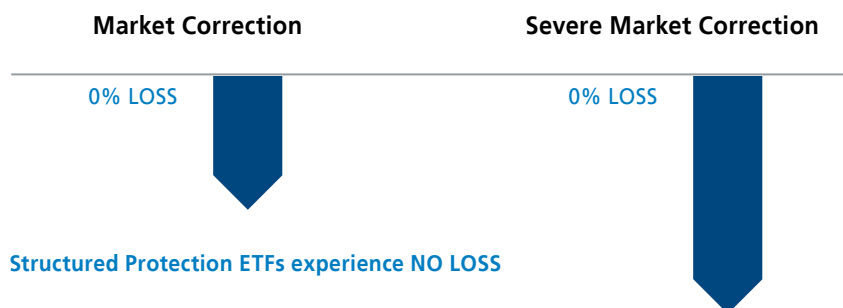 Market Correction
Severe Market Correction
0% LOSS
0% LOSS
Structured Protection ETFs experience NO LOSS